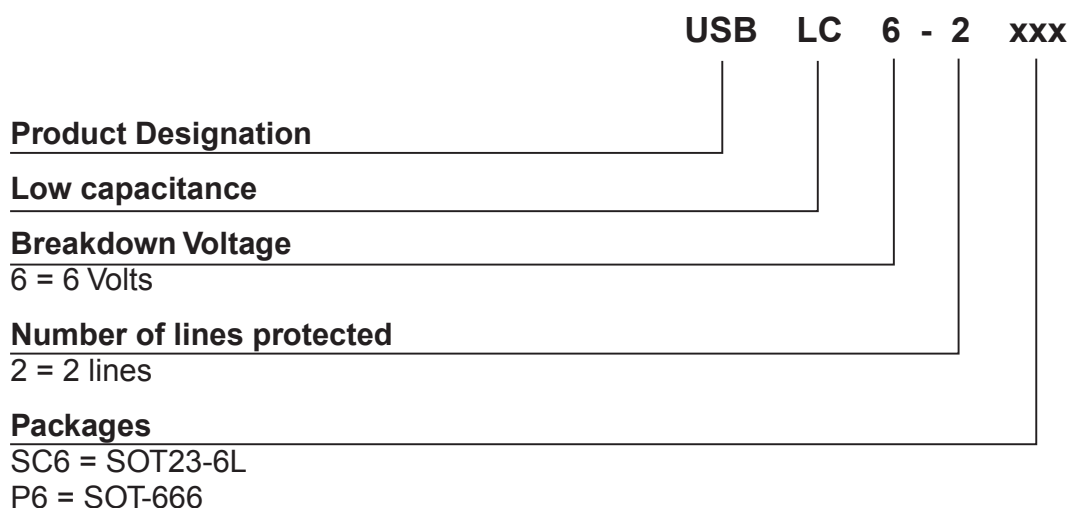 USB LC 6 - 2 xxx
Product Designation
Low capacitance
Breakdown Voltage
6 = 6 Volts
Number of lines protected
2 = 2 lines
Packages
SC6 = SOT23-6L
P6 = SOT-666